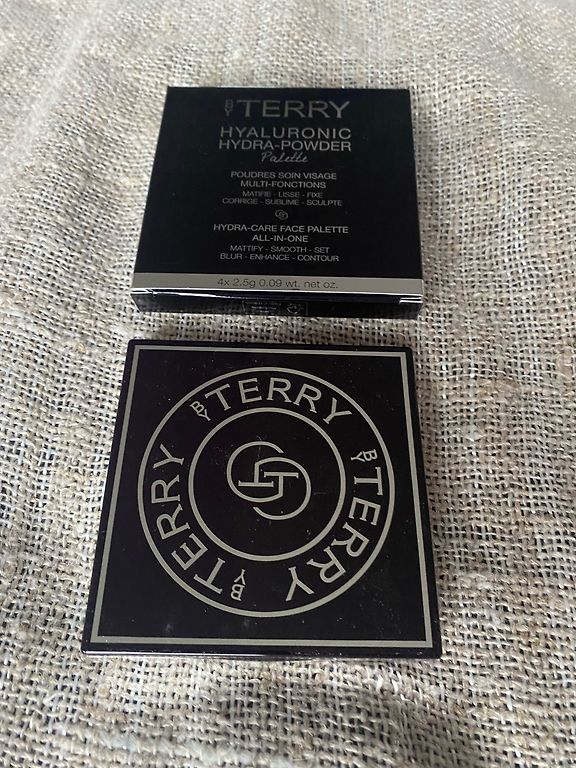 BY TERRY
HYALURONIC
HYDRA-POWDER
Palette
POUDRES SOIN VISAGE
MULTI-FONCTIONS
MATIFIE - LISSE - FIXE
CORRIGE - SUBLIME - SCULPTE
HYDRA-CARE FACE PALETTE
ALL-IN-ONE
MATTIFY - SMOOTH - SET
BLUR - ENHANCE - CONTOUR
4x 2.5g 0.09 wt. net oz.
BY TERRY
BY TERRY
BY TERRY